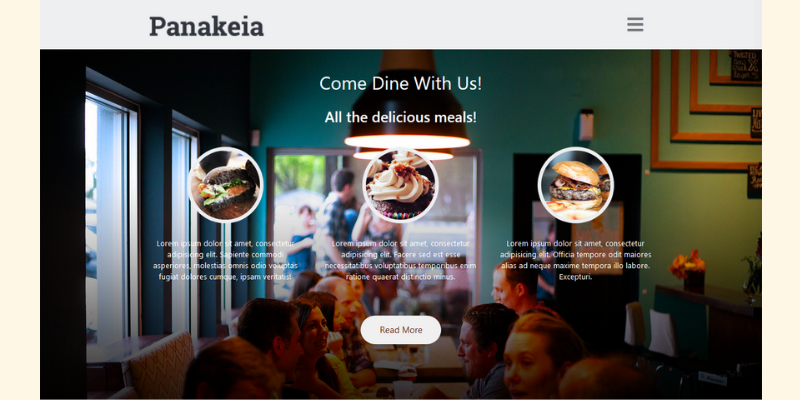 Panakeia
Come Dine With Us!
All the delicious meals!
Lorem ipsum dolor sit amet, consectetur
adipisicing elit. Sapiente commodi
asperiores, molestias omnis odio voluptas
fugiat dolores cumque, ipsam veritatis!
Lorem ipsum dolor sit amet, consectetur
adipisicing elit. Facere sed est esse
necessitatibus voluptatibus temporibus enim
ratione quaerat distinctio minus.
Lorem ipsum dolor sit amet, consectetur
adipisicing elit. Officia tempore odit maiores
alias ad neque maxime tempora illo labore.
Excepturi.
Read More